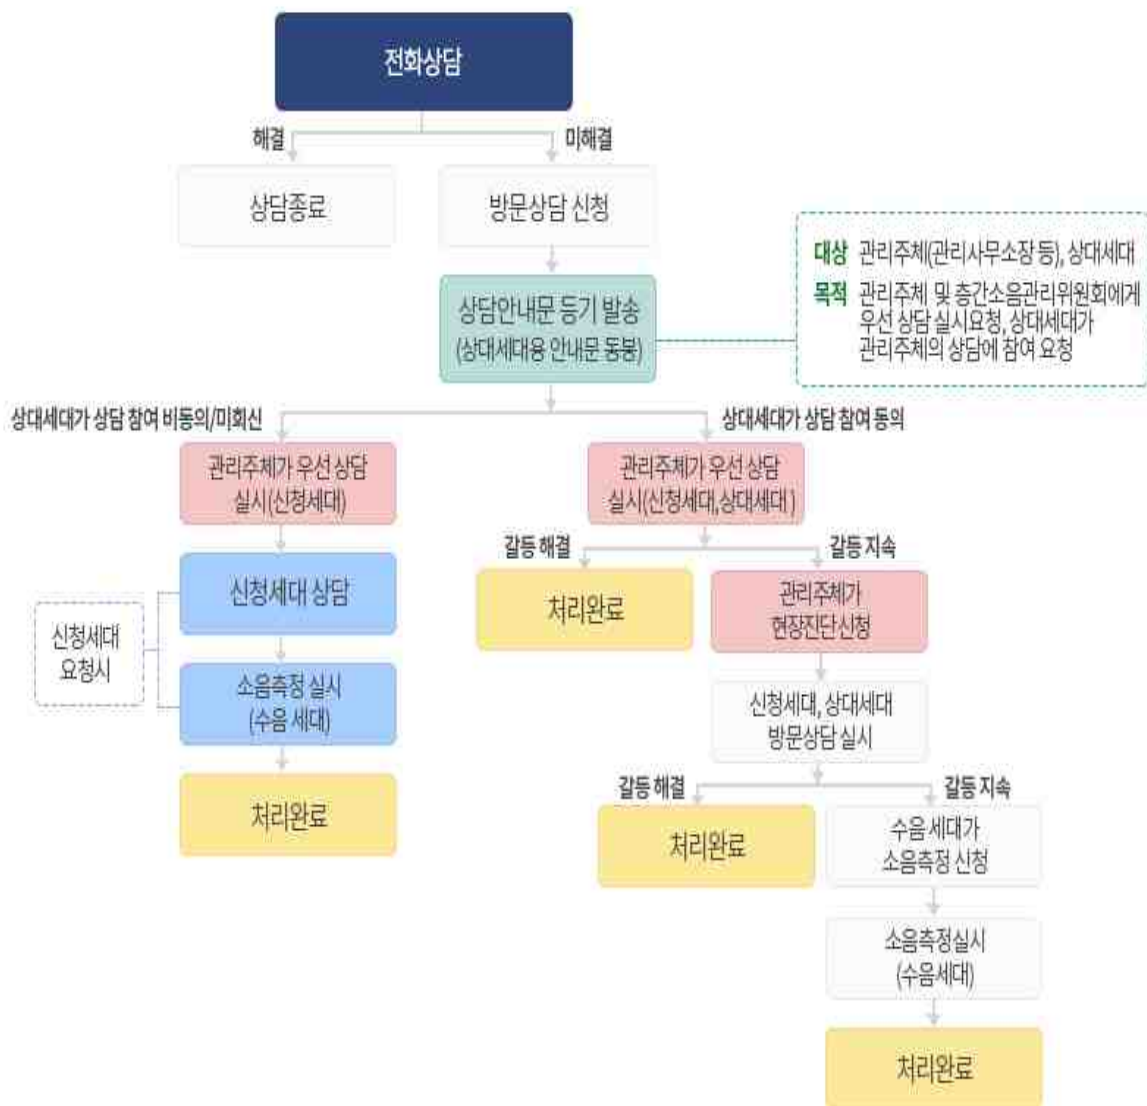 전화상담
해결
미해결
상담종료
방문상담 신청
대상 관리주체(관리사무소장 등), 상대세대
목적 관리주체 및 층간소음관리위원회에게
우선 상담 실시요청, 상대세대가
관리주체의 상담에 참여 요청
상담안내문 등기 발송
(상대세대용 안내문 동봉)
상대세대가 상담 참여 비동의/미회신
상대세대가 상담 참여 동의
관리주체가 우선 상담
실시(신청세대)
관리주체가 우선 상담
실시(신청세대,상대세대)
갈등 해결
갈등 지속
신청세대 상담
처리완료
관리주체가
현장진단신청
신청세대
요청시
소음측정 실시
(수음 세대)
신청세대, 상대세대
방문상담 실시
처리완료
갈등 해결
갈등 지속
처리완료
수음 세대가
소음측정 신청
소음측정실시
(수음세대)
처리완료